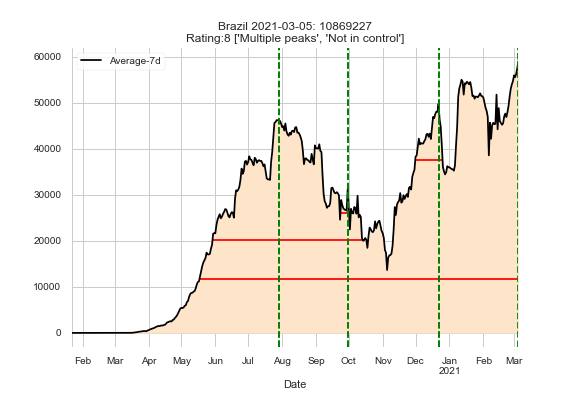 Brazil 2021-03-05: 10869227
Rating:8 ['Multiple peaks', 'Not in control']
Average-7d
60000
50000
40000
30000
20000
10000
0
Feb Mar Apr May Jun Jul Aug Sep Oct Nov Dec Jan Feb Mar
2021
Date